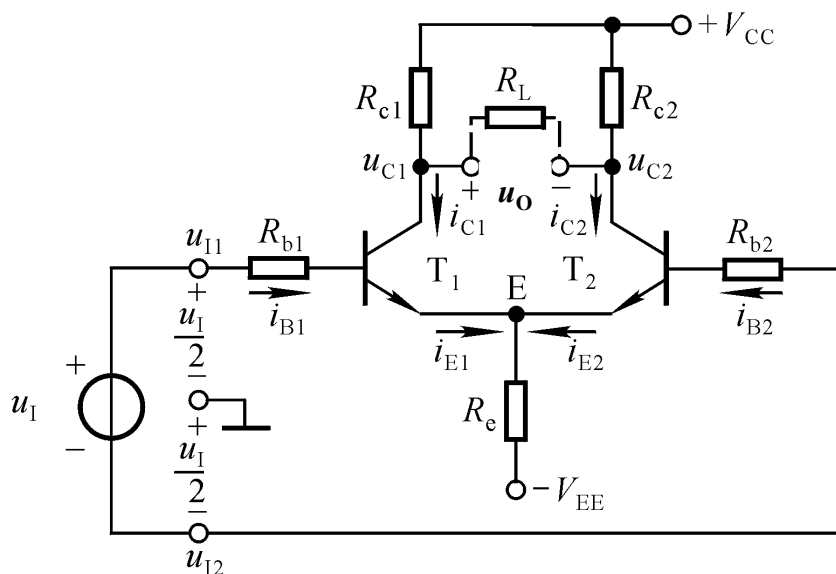 +V_CC
R_L
R_c1
R_c2
u_C1
u_C2
+ u_O −
i_C1
i_C2
u_I1
R_b1
R_b2
T_1
T_2
+
E
i_B1
i_B2
u_I
2
i_E1
i_E2
+
−
u_I
+
R_e
−
u_I
2
−
−V_EE
u_I2